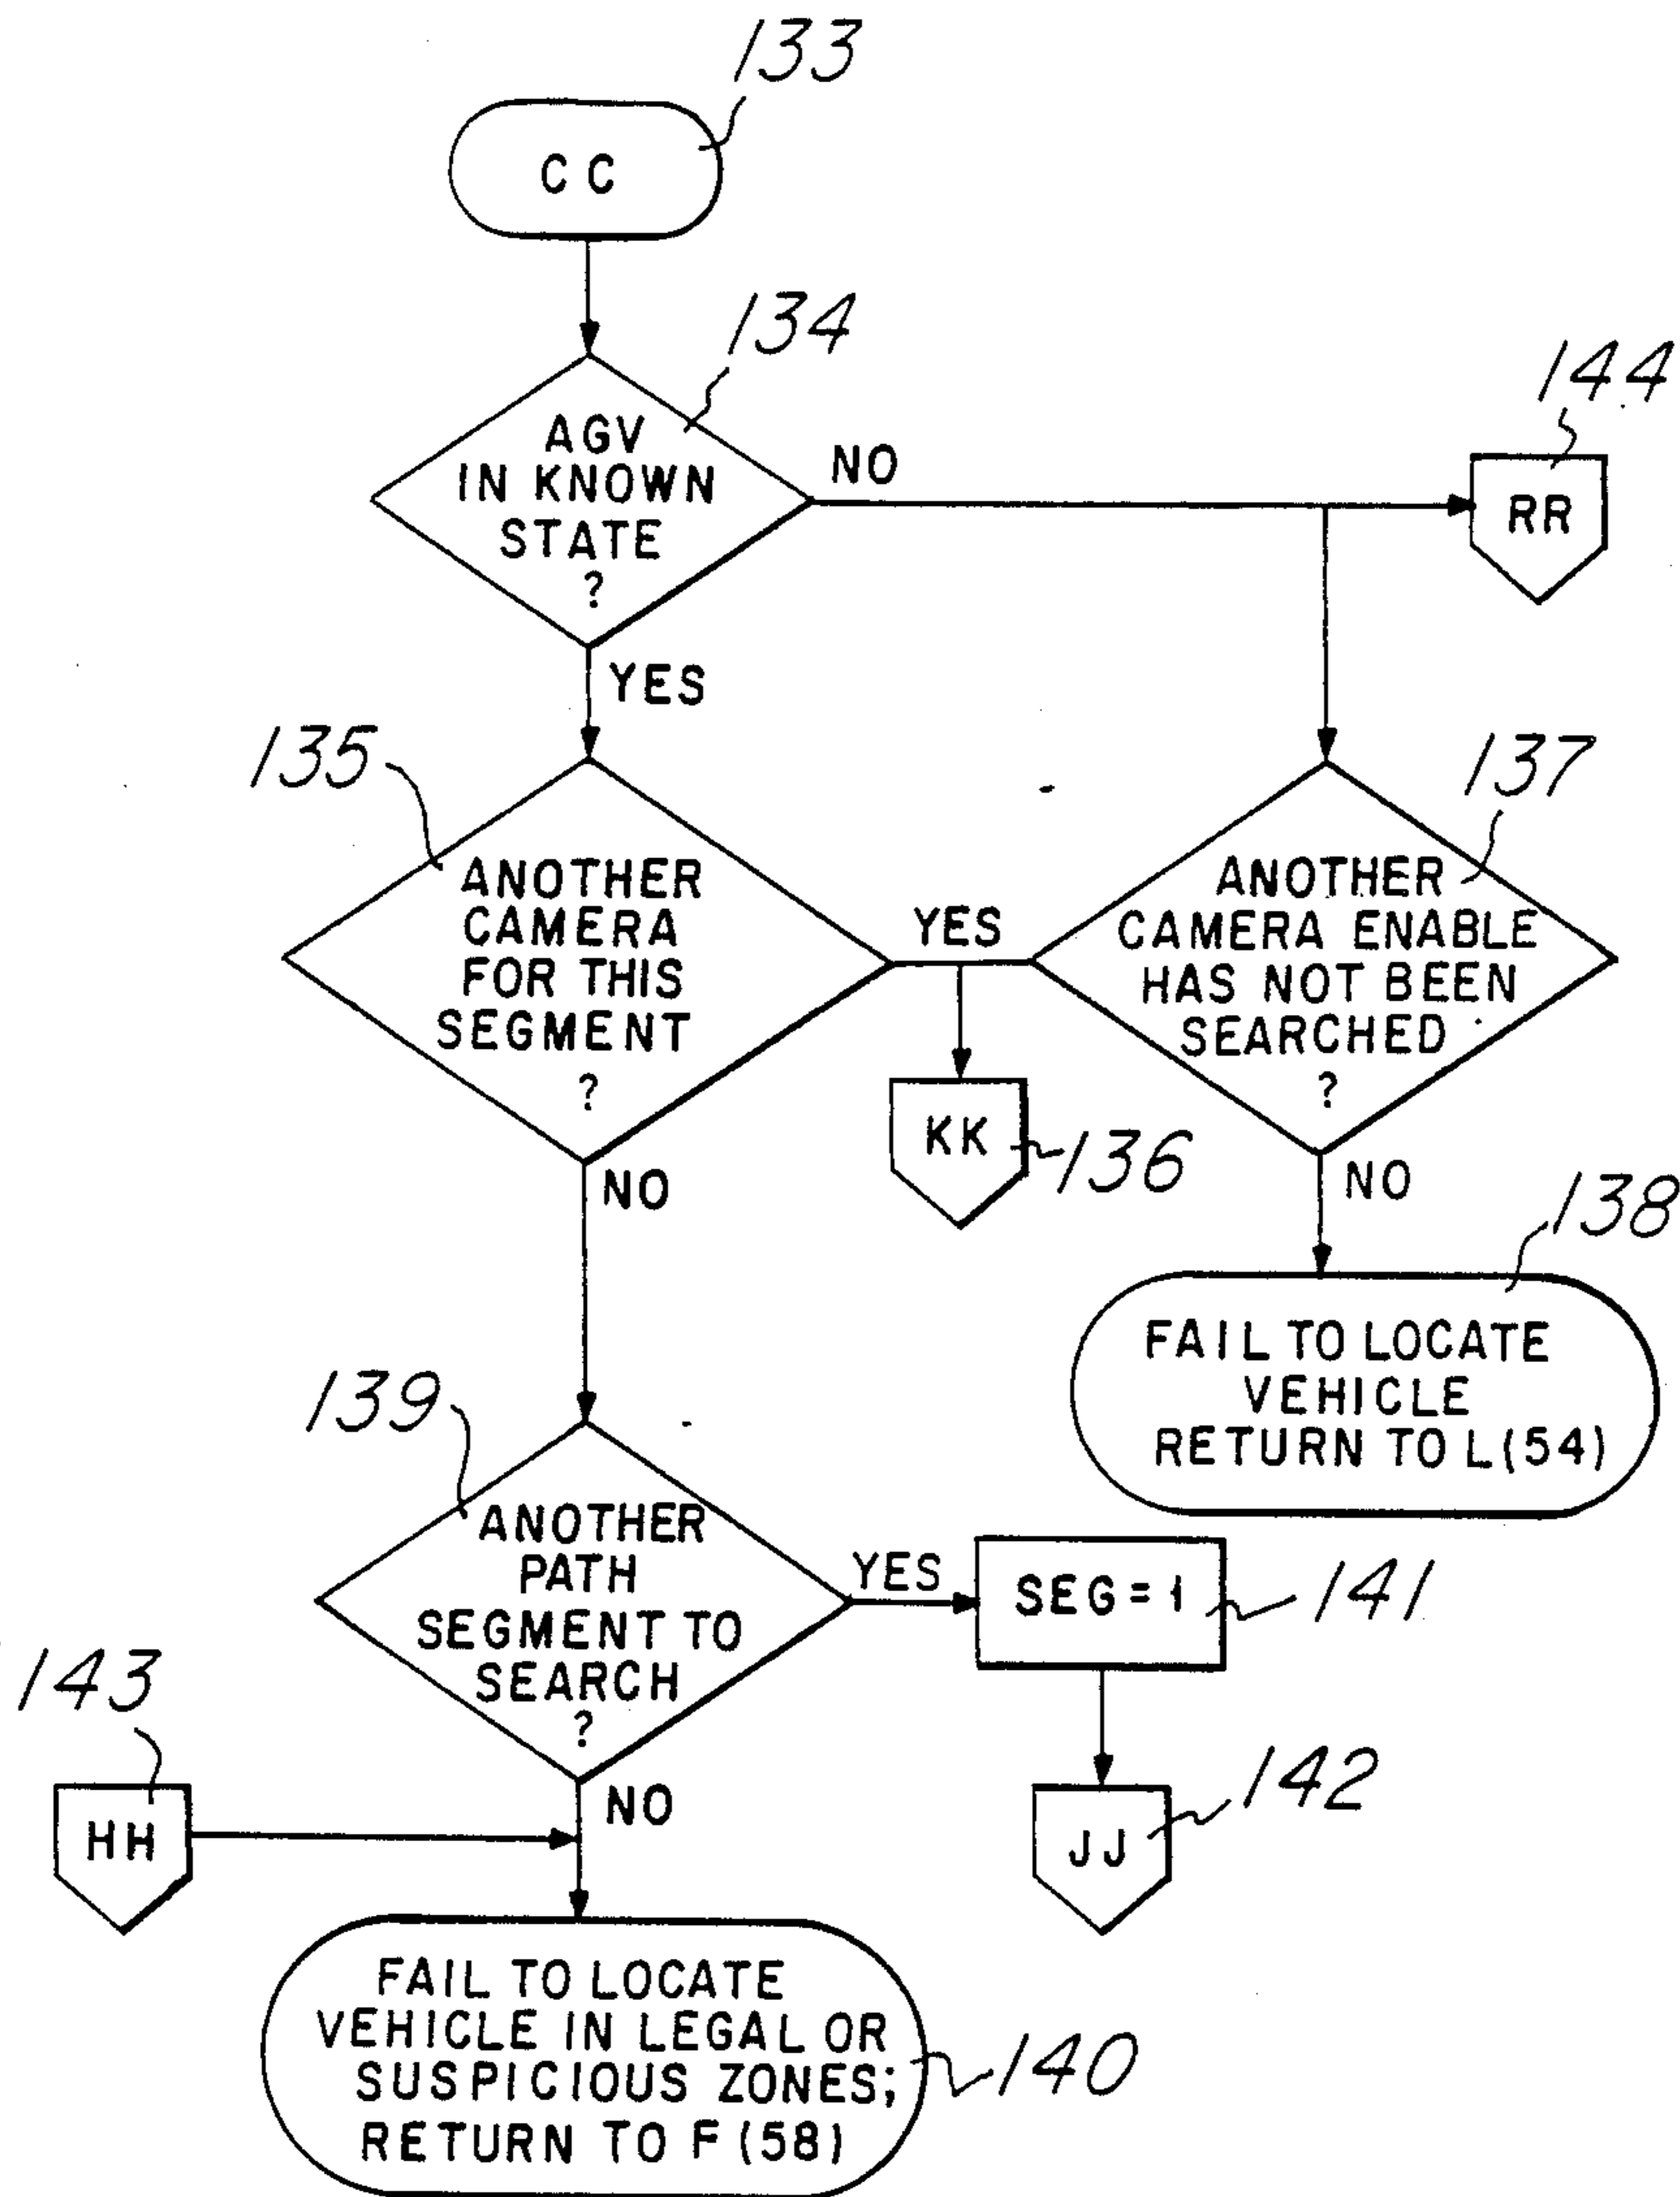 133
CC
134
AGV
IN KNOWN
STATE
?
NO
144
RR
YES
135
ANOTHER
CAMERA
FOR THIS
SEGMENT
?
YES
137
ANOTHER
CAMERA ENABLE
HAS NOT BEEN
SEARCHED
?
KK
136
NO
NO
138
FAIL TO LOCATE
VEHICLE
RETURN TO L(54)
139
ANOTHER
PATH
SEGMENT TO
SEARCH
?
YES
SEG = 1
141
143
HH
NO
JJ
142
FAIL TO LOCATE
VEHICLE IN LEGAL OR
SUSPICIOUS ZONES;
RETURN TO F (58)
140